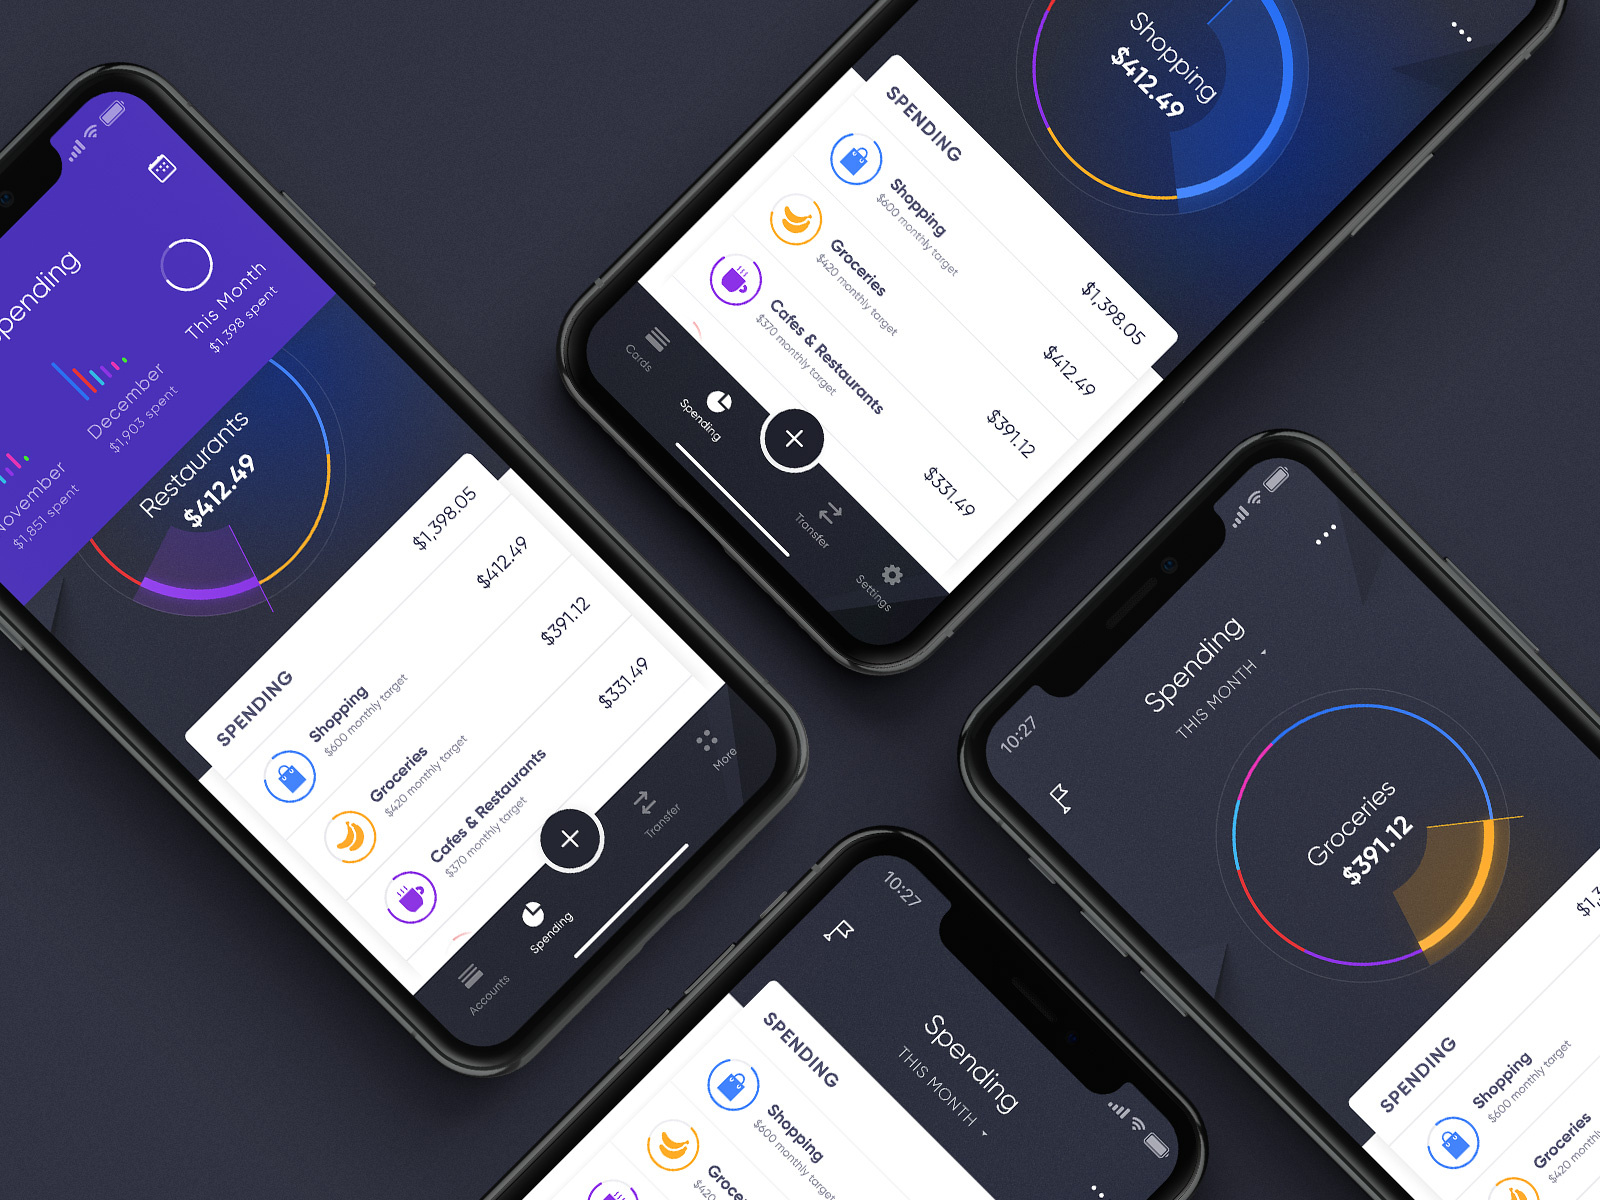 pending
This Month
$1,398 spent
December
$1,903 spent
November
$1,851 spent
Restaurants
$412.49
SPENDING
$1,398.05
Shopping
$600 monthly target
$412.49
Groceries
$420 monthly target
$391.12
Cafes & Restaurants
$370 monthly target
$331.49
Accounts
Spending
Transfer
More
Shopping
$412.49
SPENDING
$1,398.05
Shopping
$600 monthly target
$412.49
Groceries
$420 monthly target
$391.12
Cafes & Restaurants
$370 monthly target
$331.49
Cards
Spending
Transfer
Settings
10:27
Spending
THIS MONTH
Groceries
$391.12
SPENDING
Shopping
$600 monthly target
Groceries
$420 monthly
10:27
Spending
THIS MONTH
SPENDING
Shopping
$600 monthly target
$420